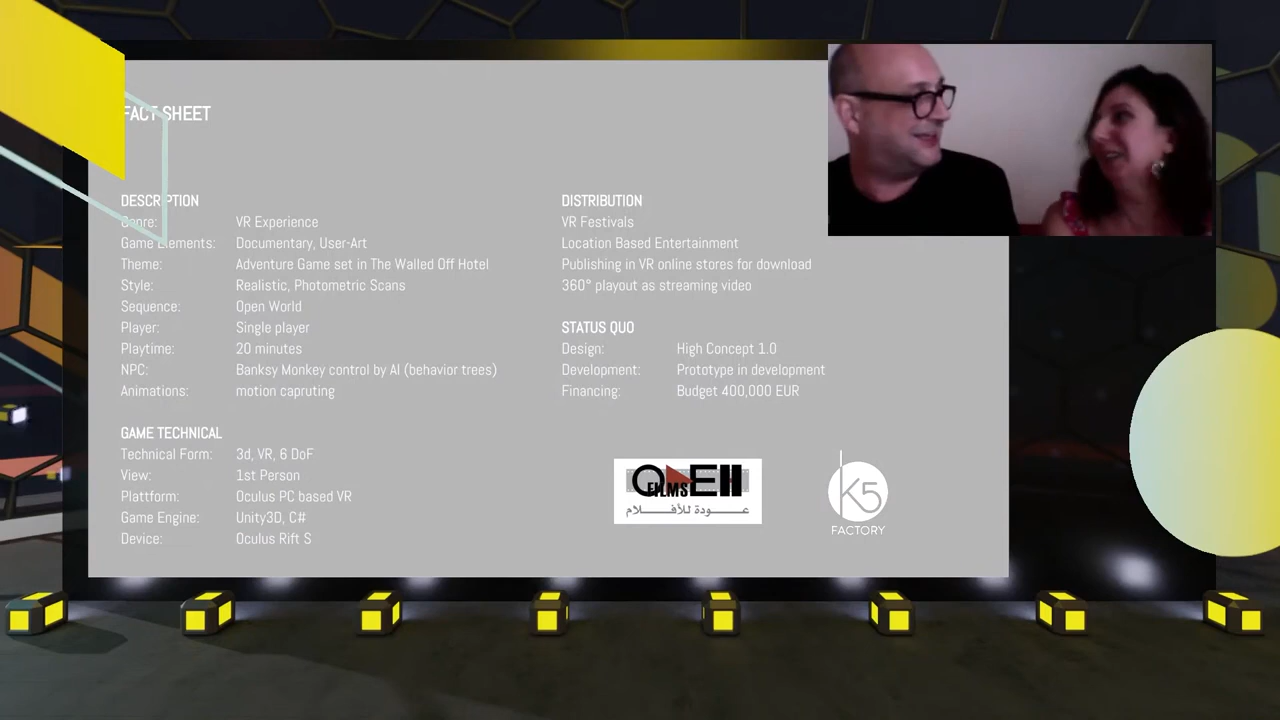 FACT SHEET
DESCRIPTION
Genre: VR Experience
Game Elements: Documentary, User-Art
Theme: Adventure Game set in The Walled Off Hotel
Style: Realistic, Photometric Scans
Sequence: Open World
Player: Single player
Playtime: 20 minutes
NPC: Banksy Monkey control by AI (behavior trees)
Animations: motion capruting
GAME TECHNICAL
Technical Form: 3d, VR, 6 DoF
View: 1st Person
Plattform: Oculus PC based VR
Game Engine: Unity3D, C#
Device: Oculus Rift S
DISTRIBUTION
VR Festivals
Location Based Entertainment
Publishing in VR online stores for download
360° playout as streaming video
STATUS QUO
Design: High Concept 1.0
Development: Prototype in development
Financing: Budget 400,000 EUR
FILMS
عودة للأفلام
K5
FACTORY